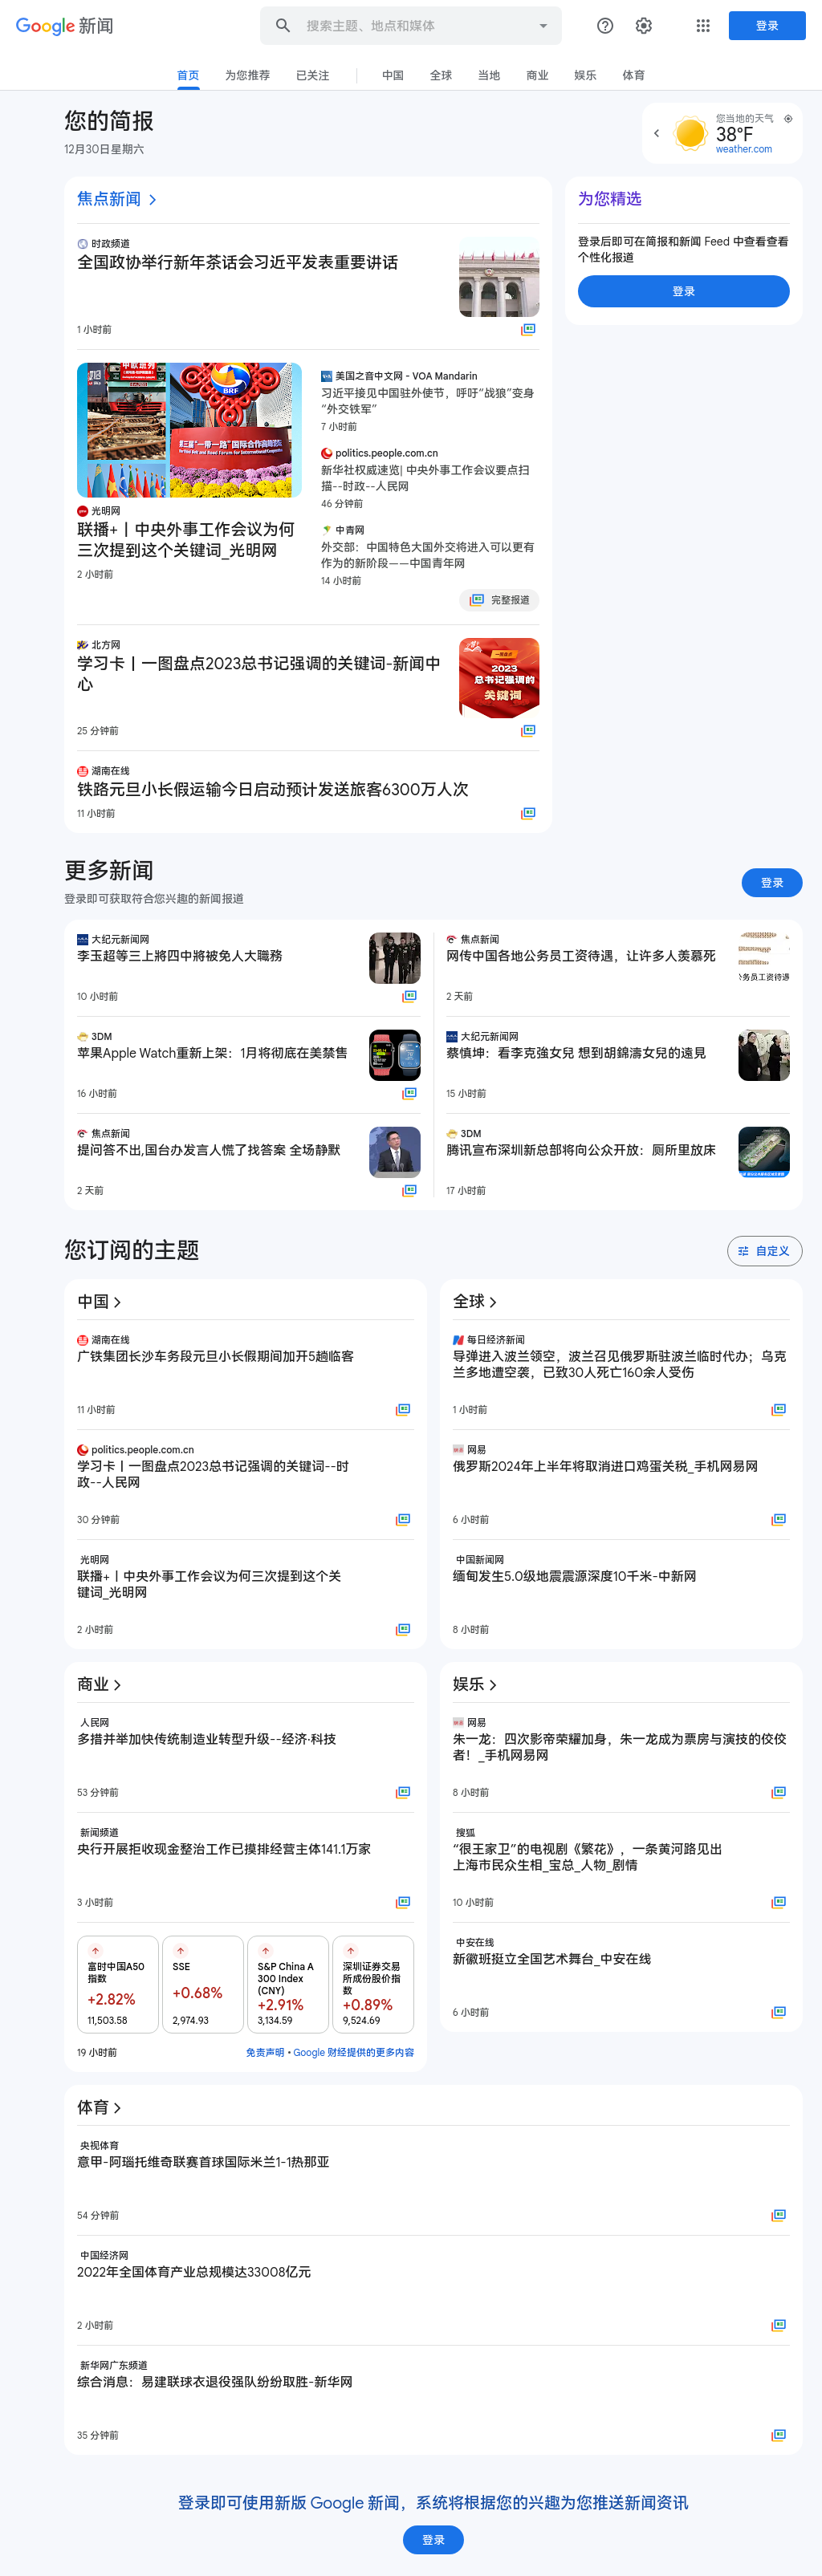 Google 新闻
搜索主题、地点和媒体
登录
首页
为您推荐
已关注
中国
全球
当地
商业
娱乐
体育
您的简报
12月30日星期六
您当地的天气
38°F
weather.com
焦点新闻
时政频道
全国政协举行新年茶话会习近平发表重要讲话
1 小时前
中欧班列
BRF
第三届“一带一路”国际合作高峰论坛
光明网
联播+丨中央外事工作会议为何
三次提到这个关键词_光明网
2 小时前
美国之音中文网 - VOA Mandarin
习近平接见中国驻外使节，呼吁“战狼”变身
“外交铁军”
7 小时前
politics.people.com.cn
新华社权威速览| 中央外事工作会议要点扫
描--时政--人民网
46 分钟前
中青网
外交部：中国特色大国外交将进入可以更有
作为的新阶段——中国青年网
14 小时前
完整报道
北方网
学习卡丨一图盘点2023总书记强调的关键词-新闻中
心
2023
总书记强调的
关键词
25 分钟前
湖南在线
铁路元旦小长假运输今日启动预计发送旅客6300万人次
11 小时前
为您精选
登录后即可在简报和新闻 Feed 中查看查看
个性化报道
登录
更多新闻
登录即可获取符合您兴趣的新闻报道
登录
大纪元新闻网
李玉超等三上將四中將被免人大職務
10 小时前
焦点新闻
网传中国各地公务员工资待遇，让许多人羡慕死
公务员工资待遇
2 天前
3DM
苹果Apple Watch重新上架：1月将彻底在美禁售
16 小时前
大纪元新闻网
蔡慎坤：看李克強女兒 想到胡錦濤女兒的遠見
15 小时前
焦点新闻
提问答不出,国台办发言人慌了找答案 全场静默
2 天前
3DM
腾讯宣布深圳新总部将向公众开放：厕所里放床
17 小时前
您订阅的主题
自定义
中国
湖南在线
广铁集团长沙车务段元旦小长假期间加开5趟临客
11 小时前
politics.people.com.cn
学习卡丨一图盘点2023总书记强调的关键词--时
政--人民网
30 分钟前
光明网
联播+丨中央外事工作会议为何三次提到这个关
键词_光明网
2 小时前
全球
每日经济新闻
导弹进入波兰领空，波兰召见俄罗斯驻波兰临时代办；乌克
兰多地遭空袭，已致30人死亡160余人受伤
1 小时前
网易
俄罗斯2024年上半年将取消进口鸡蛋关税_手机网易网
6 小时前
中国新闻网
缅甸发生5.0级地震震源深度10千米-中新网
8 小时前
商业
人民网
多措并举加快传统制造业转型升级--经济·科技
53 分钟前
新闻频道
央行开展拒收现金整治工作已摸排经营主体141.1万家
3 小时前
富时中国A50
指数
+2.82%
11,503.58
SSE
+0.68%
2,974.93
S&P China A
300 Index
(CNY)
+2.91%
3,134.59
深圳证券交易
所成份股价指
数
+0.89%
9,524.69
19 小时前
免责声明 • Google 财经提供的更多内容
娱乐
网易
朱一龙：四次影帝荣耀加身，朱一龙成为票房与演技的佼佼
者！_手机网易网
8 小时前
搜狐
“很王家卫”的电视剧《繁花》，一条黄河路见出
上海市民众生相_宝总_人物_剧情
10 小时前
中安在线
新徽班挺立全国艺术舞台_中安在线
6 小时前
体育
央视体育
意甲-阿瑙托维奇联赛首球国际米兰1-1热那亚
54 分钟前
中国经济网
2022年全国体育产业总规模达33008亿元
2 小时前
新华网广东频道
综合消息：易建联球衣退役强队纷纷取胜-新华网
35 分钟前
登录即可使用新版 Google 新闻，系统将根据您的兴趣为您推送新闻资讯
登录